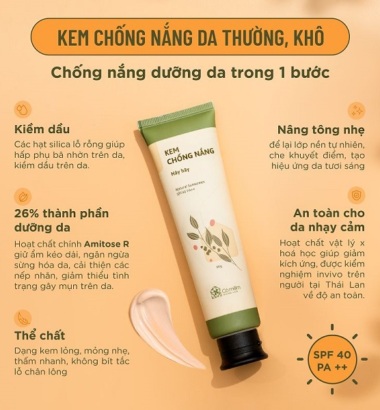 KEM CHỐNG NẮNG DA THƯỜNG, KHÔ
Chống nắng dưỡng da trong 1 bước
Kiềm dầu
Các hạt silica lỗ rỗng giúp
hấp phụ bã nhờn trên da,
kiềm dầu trên da.
26% thành phần
dưỡng da
Hoạt chất chính Amitose R
giữ ẩm kéo dài, ngăn ngừa
sừng hóa da, cải thiện các
nếp nhăn, giảm thiểu tình
trạng gây mụn trên da.
Thể chất
Dạng kem lỏng, mỏng nhẹ,
thấm nhanh, không bít tắc
lỗ chân lông
KEM
CHỐNG NẮNG
Nâng tông nhẹ
để lại lớp nền tự nhiên,
che khuyết điểm, tạo
hiệu ứng da tươi sáng
An toàn cho
da nhạy cảm
Hoạt chất vật lý x
hoá học giúp giảm
kích ứng, được kiểm
nghiệm invivo trên
người tại Thái Lan
về độ an toàn.
SPF 40
PA ++